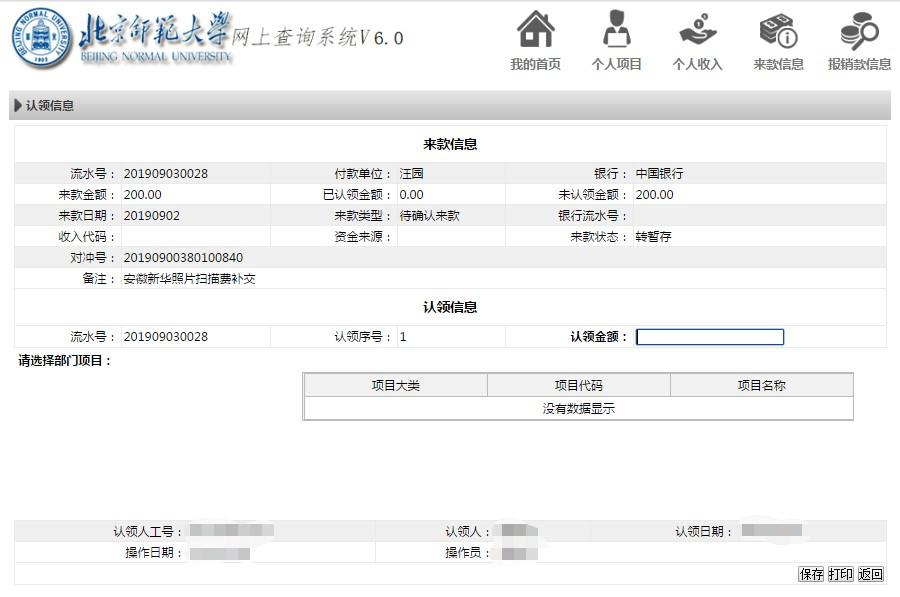 北京师范大学 网上查询系统V6.0
BEIJING NORMAL UNIVERSITY
BEIJING NORMAL UNIVERSITY
1902
我的首页 个人项目 个人收入 来款信息 报销款信息
认领信息
来款信息
流水号： 201909030028 付款单位： 汪园 银行： 中国银行
来款金额： 200.00 已认领金额： 0.00 未认领金额： 200.00
来款日期： 20190902 来款类型： 待确认来款 银行流水号：
收入代码： 资金来源： 来款状态： 转暂存
对冲号： 20190900380100840
备注： 安徽新华照片扫描费补交
认领信息
流水号： 201909030028 认领序号： 1 认领金额：
请选择部门项目：
项目大类 项目代码 项目名称
没有数据显示
认领人工号： 认领人： 认领日期：
操作日期： 操作员：
保存 打印 返回